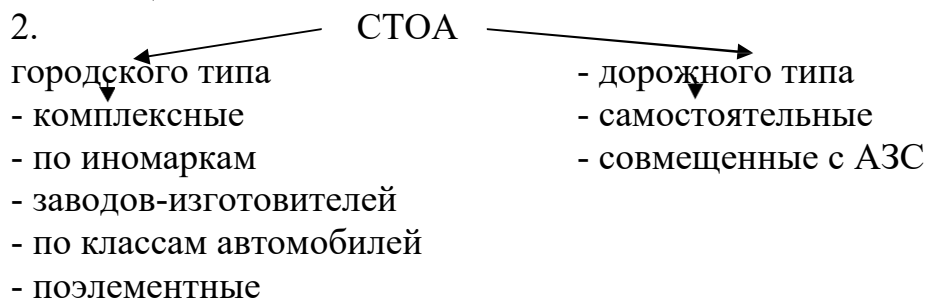 2. СТОА
городского типа - дорожного типа
- комплексные - самостоятельные
- по иномаркам - совмещенные с АЗС
- заводов-изготовителей
- по классам автомобилей
- поэлементные